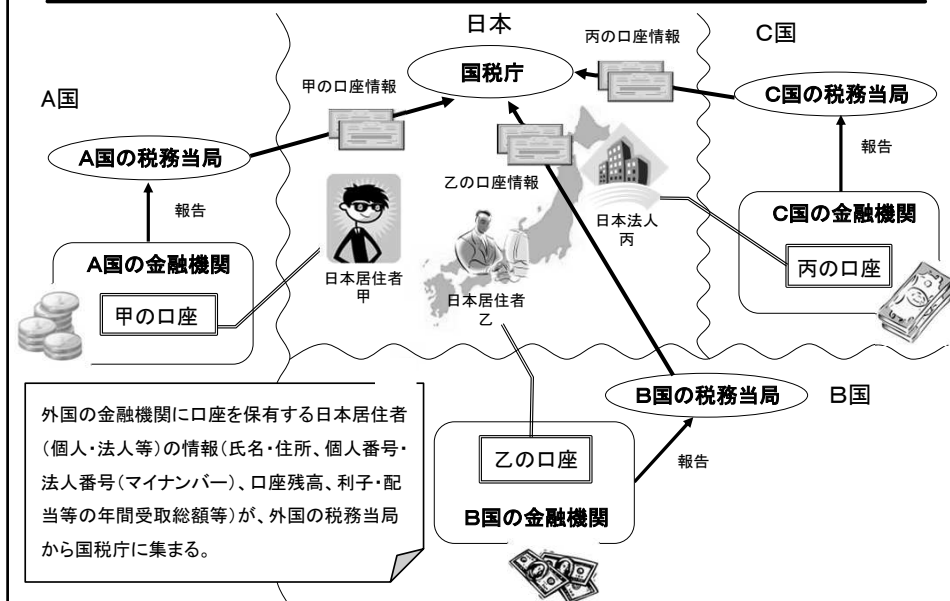 日本
C国
A国
国税庁
丙の口座情報
甲の口座情報
C国の税務当局
A国の税務当局
報告
乙の口座情報
日本法人
丙
報告
C国の金融機関
丙の口座
A国の金融機関
甲の口座
日本居住者
甲
日本居住者
乙
B国の税務当局
B国
報告
乙の口座
B国の金融機関
外国の金融機関に口座を保有する日本居住者
(個人・法人等)の情報(氏名・住所、個人番号・
法人番号(マイナンバー)、口座残高、利子・配
当等の年間受取総額等)が、外国の税務当局
から国税庁に集まる。